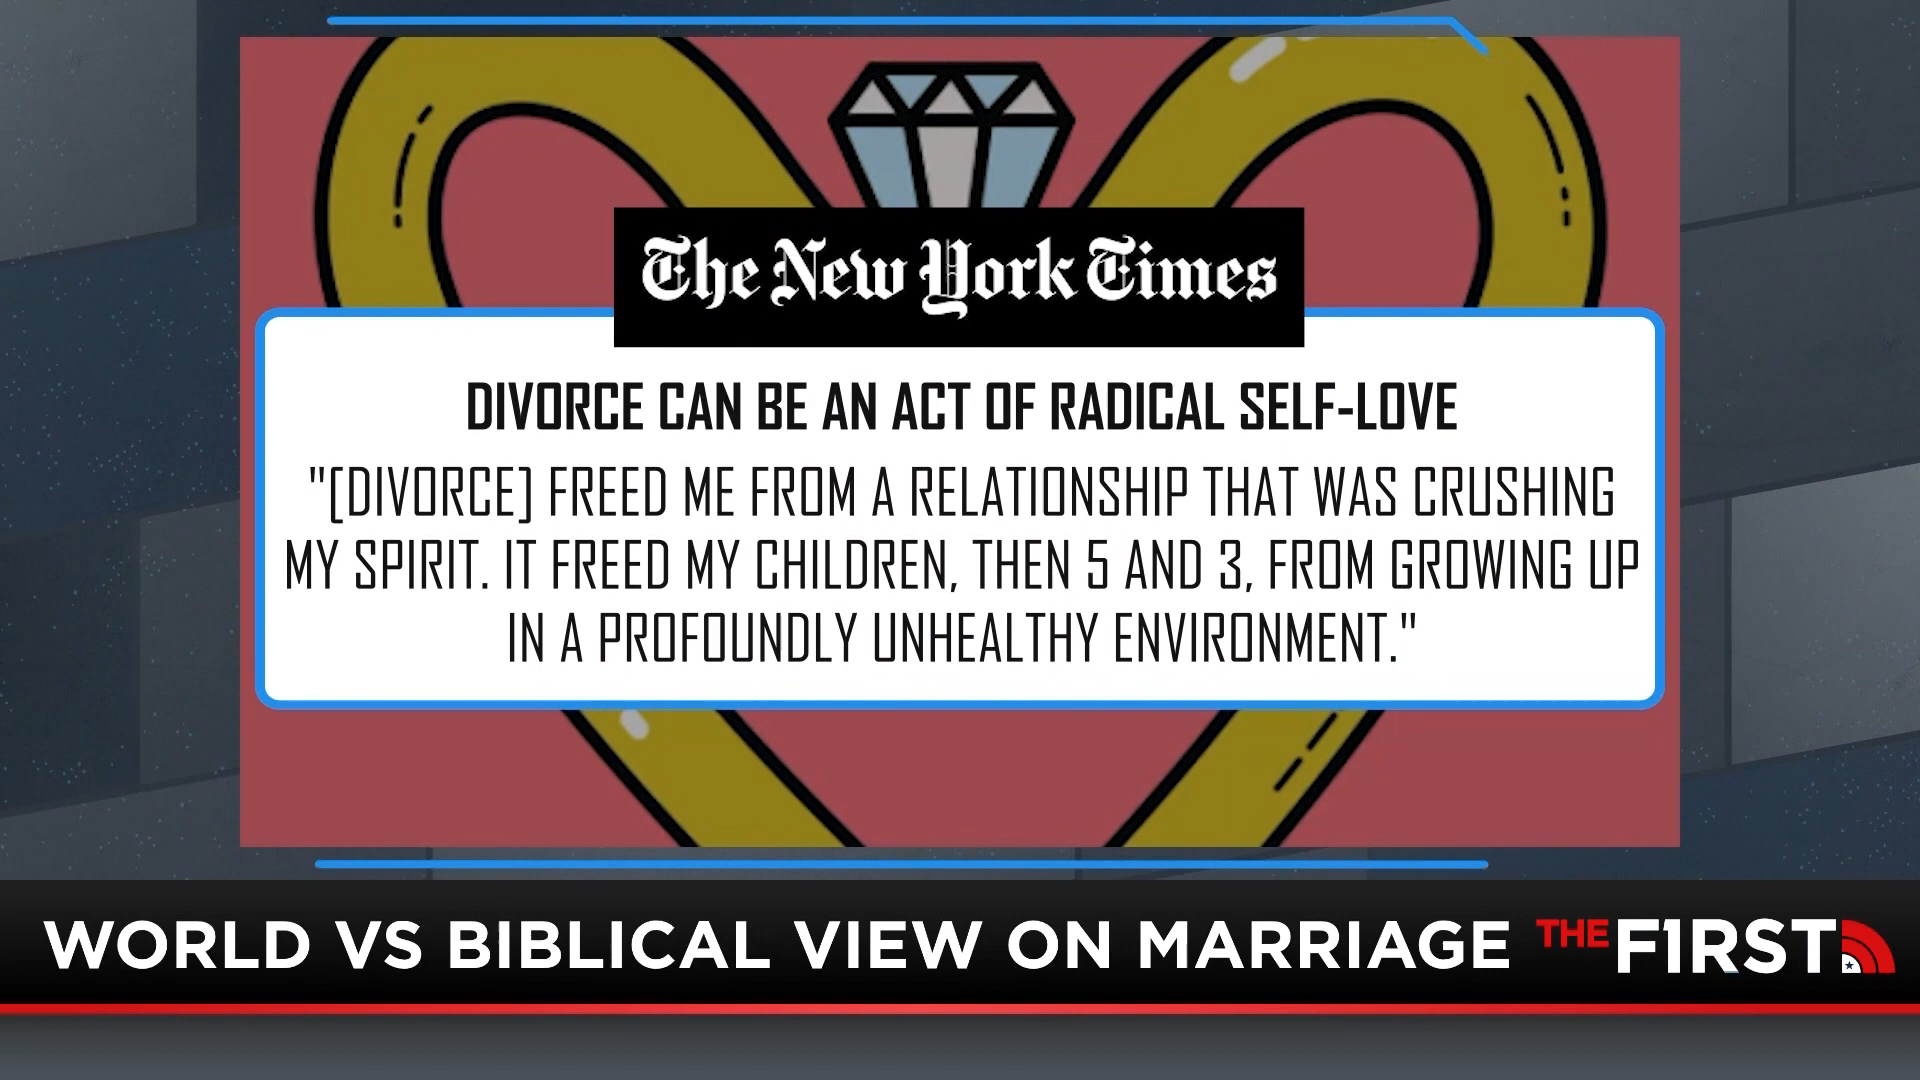 The New York Times
DIVORCE CAN BE AN ACT OF RADICAL SELF-LOVE
"[DIVORCE] FREED ME FROM A RELATIONSHIP THAT WAS CRUSHING
MY SPIRIT. IT FREED MY CHILDREN, THEN 5 AND 3, FROM GROWING UP
IN A PROFOUNDLY UNHEALTHY ENVIRONMENT."
WORLD VS BIBLICAL VIEW ON MARRIAGE THE F1RST